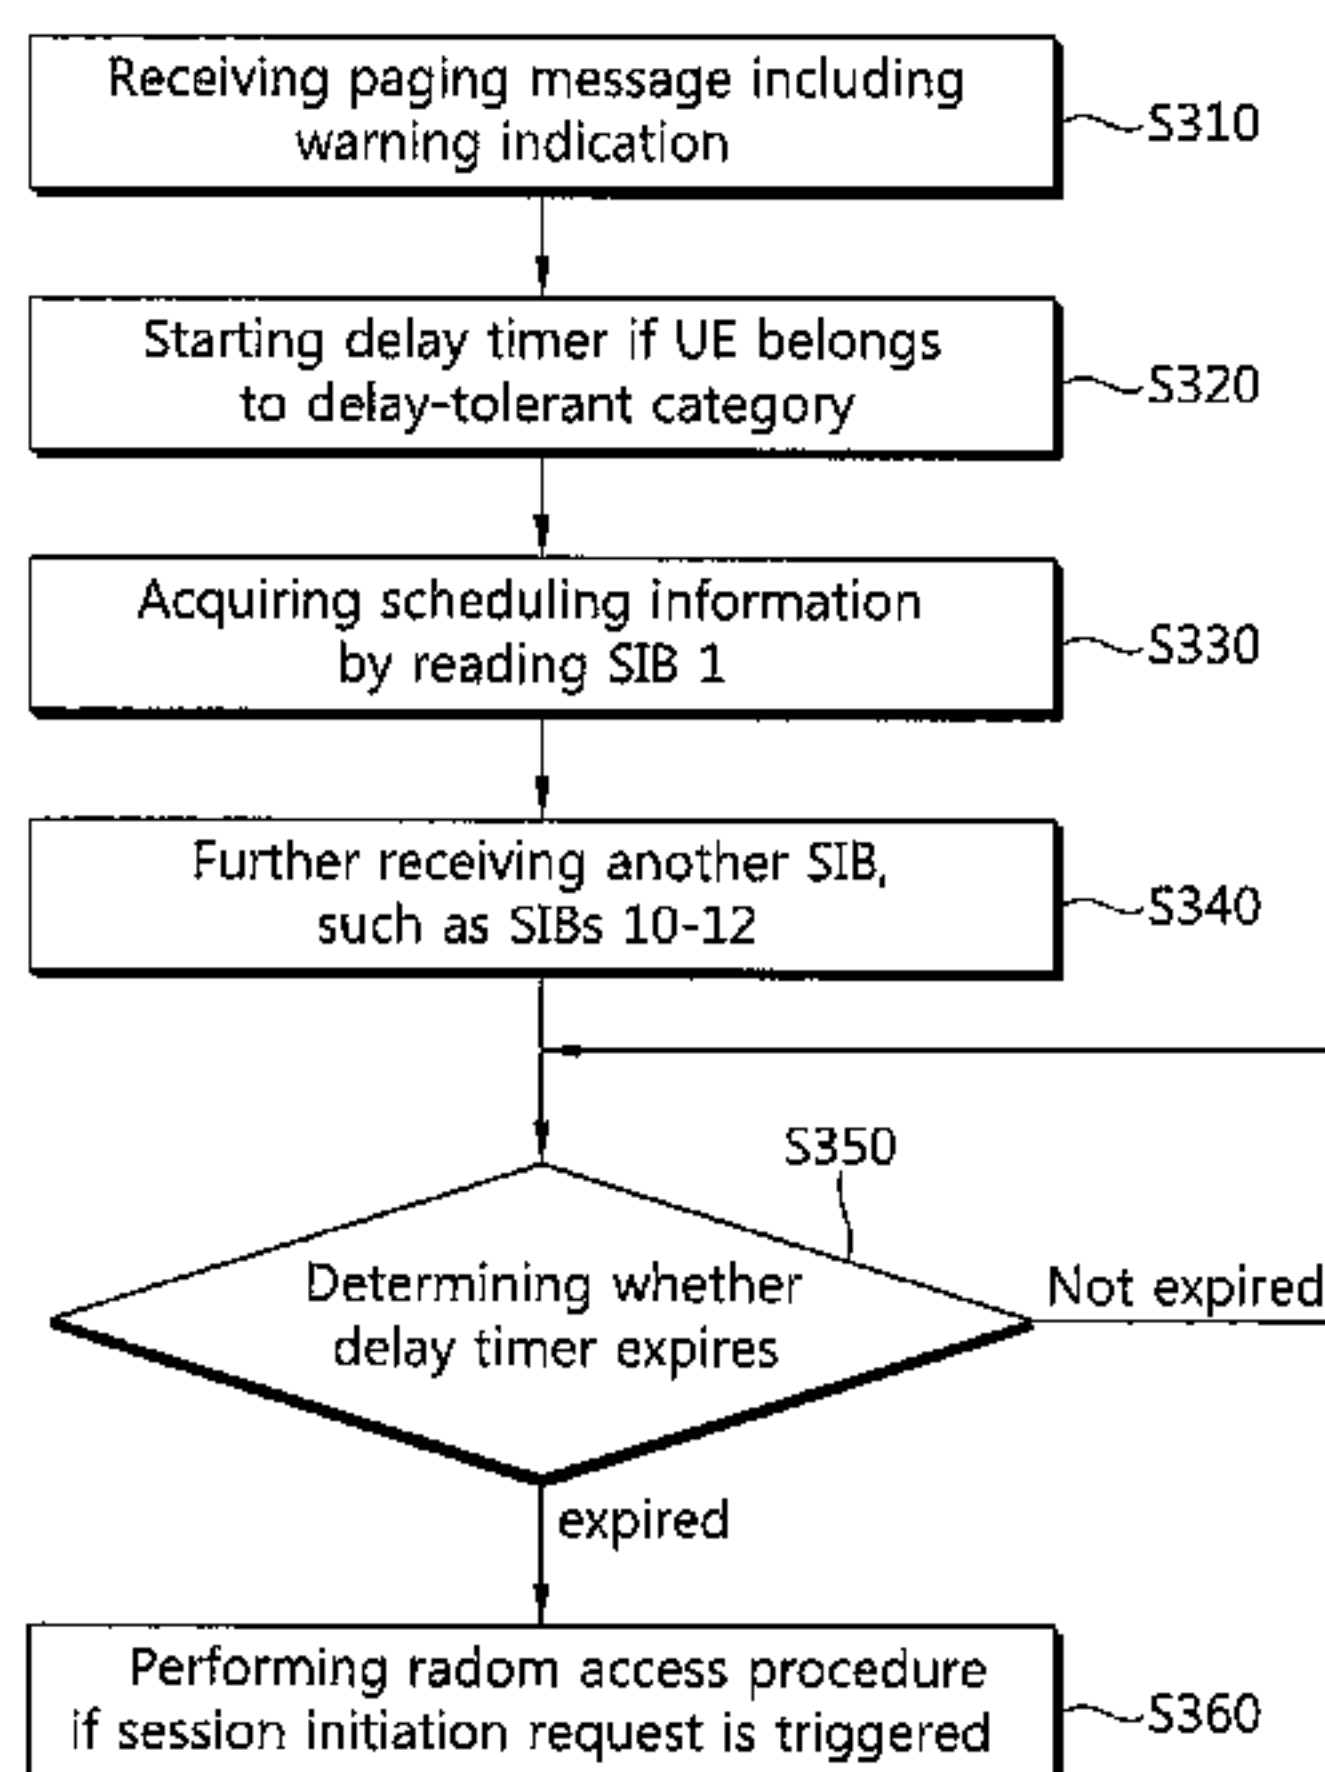 Receiving paging message including
warning indication
S310
Starting delay timer if UE belongs
to delay-tolerant category
S320
Acquiring scheduling information
by reading SIB 1
S330
Further receiving another SIB,
such as SIBs 10-12
S340
S350
Determining whether
delay timer expires
Not expired
expired
Performing radom access procedure
if session initiation request is triggered
S360